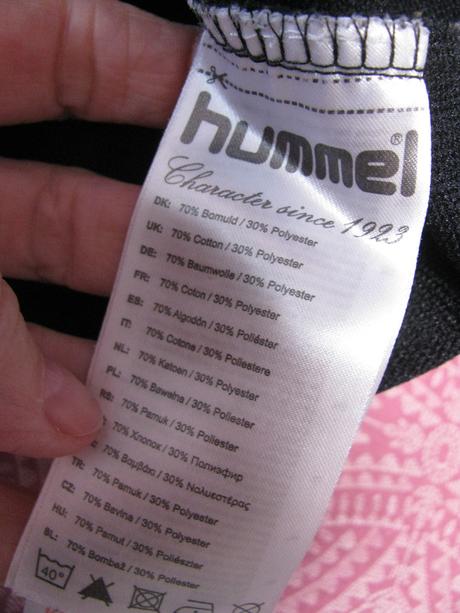 hummel®
Character since 1923
DK: 70% Bomuld / 30% Polyester
UK: 70% Cotton / 30% Polyester
DE: 70% Baumwolle / 30% Polyester
FR: 70% Coton / 30% Polyester
ES: 70% Algodón / 30% Poliéster
IT: 70% Cotone / 30% Poliestere
NL: 70% Katoen / 30% Polyester
PL: 70% Bawełna / 30% Poliester
RS: 70% Pamuk / 30% Poliester
70% Хлопок / 30% Полиэфир
70% Βαμβάκι / 30% Πολυεστέρας
TR: 70% Pamuk / 30% Polyester
CZ: 70% Bavlna / 30% Polyester
HU: 70% Pamut / 30% Poliészter
SL: 70% Bombaž / 30% Poliester
40°